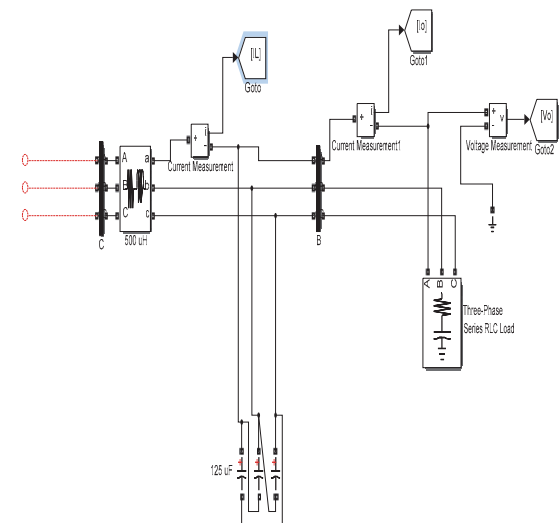 [Io]
Goto1
[IL]
Goto
i
+
-
Current Measurement
i
+
-
Current Measurement1
+
-
v
Voltage Measurement
[Vo]
Goto2
A
B
C
a
b
c
500 uH
C
B
A
B
C
Three-Phase
Series RLC Load
125 uF
+
+
+